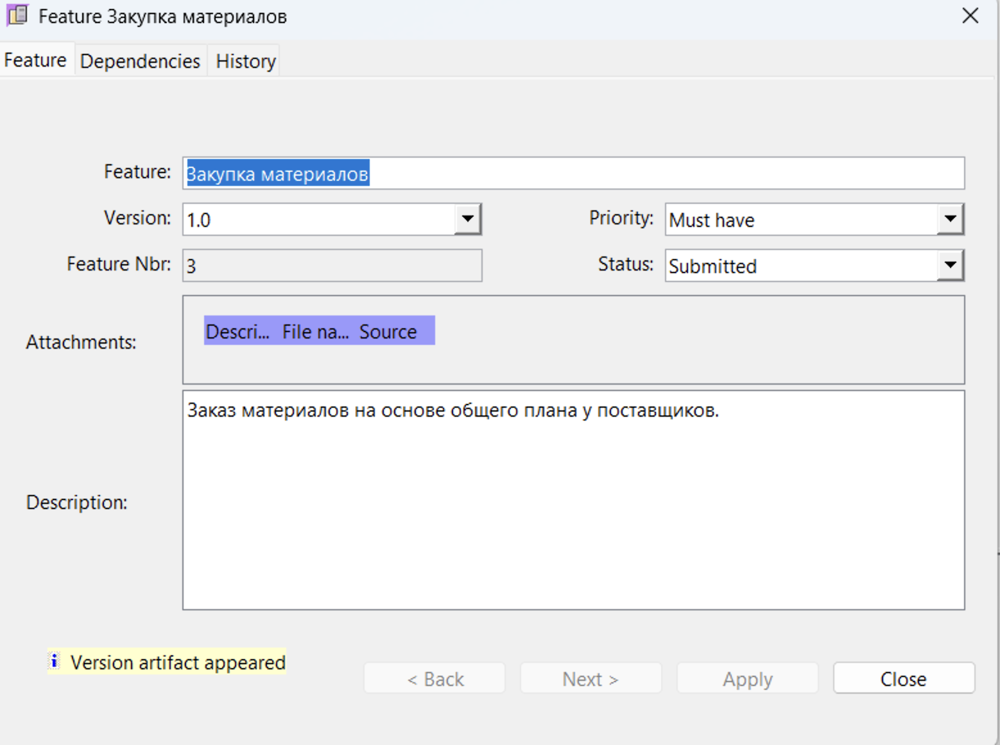 Feature Закупка материалов
Feature Dependencies History
Feature: Закупка материалов
Version: 1.0 Priority: Must have
Feature Nbr: 3 Status: Submitted
Attachments: Descri... File na... Source
Заказ материалов на основе общего плана у поставщиков.
Description:
i Version artifact appeared
< Back Next > Apply Close